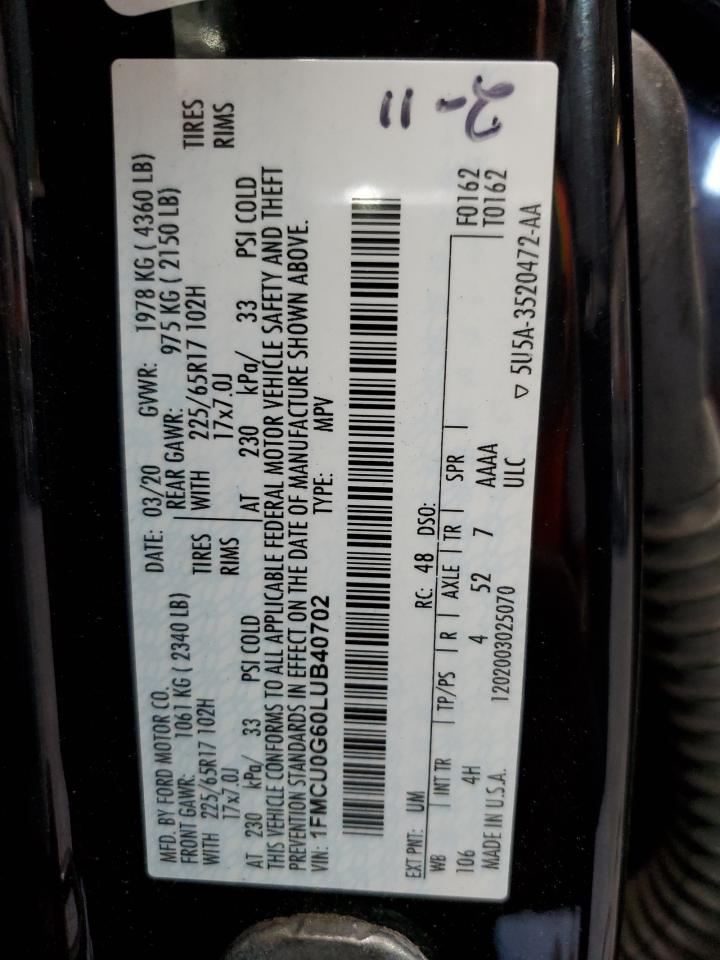 MFD. BY FORD MOTOR CO. DATE: 03/20 GVWR: 1978 KG ( 4360 LB)
FRONT GAWR: 1061 KG ( 2340 LB) REAR GAWR: 975 KG ( 2150 LB)
WITH 225/65R17 102H TIRES WITH 225/65R17 102H TIRES
17x7.0J RIMS 17x7.0J RIMS
AT 230 kPa/ 33 PSI COLD AT 230 kPa/ 33 PSI COLD
THIS VEHICLE CONFORMS TO ALL APPLICABLE FEDERAL MOTOR VEHICLE SAFETY AND THEFT
PREVENTION STANDARDS IN EFFECT ON THE DATE OF MANUFACTURE SHOWN ABOVE.
VIN: 1FMCU0G60LUB40702 TYPE: MPV
EXT PNT: UM RC: 48 DSO: F0162
WB INT TR TP/PS R AXLE TR SPR T0162
106 4H 4 52 7 AAAA
ULC
MADE IN U.S.A. 1202003025070 ▽ 5U5A-3520472-AA